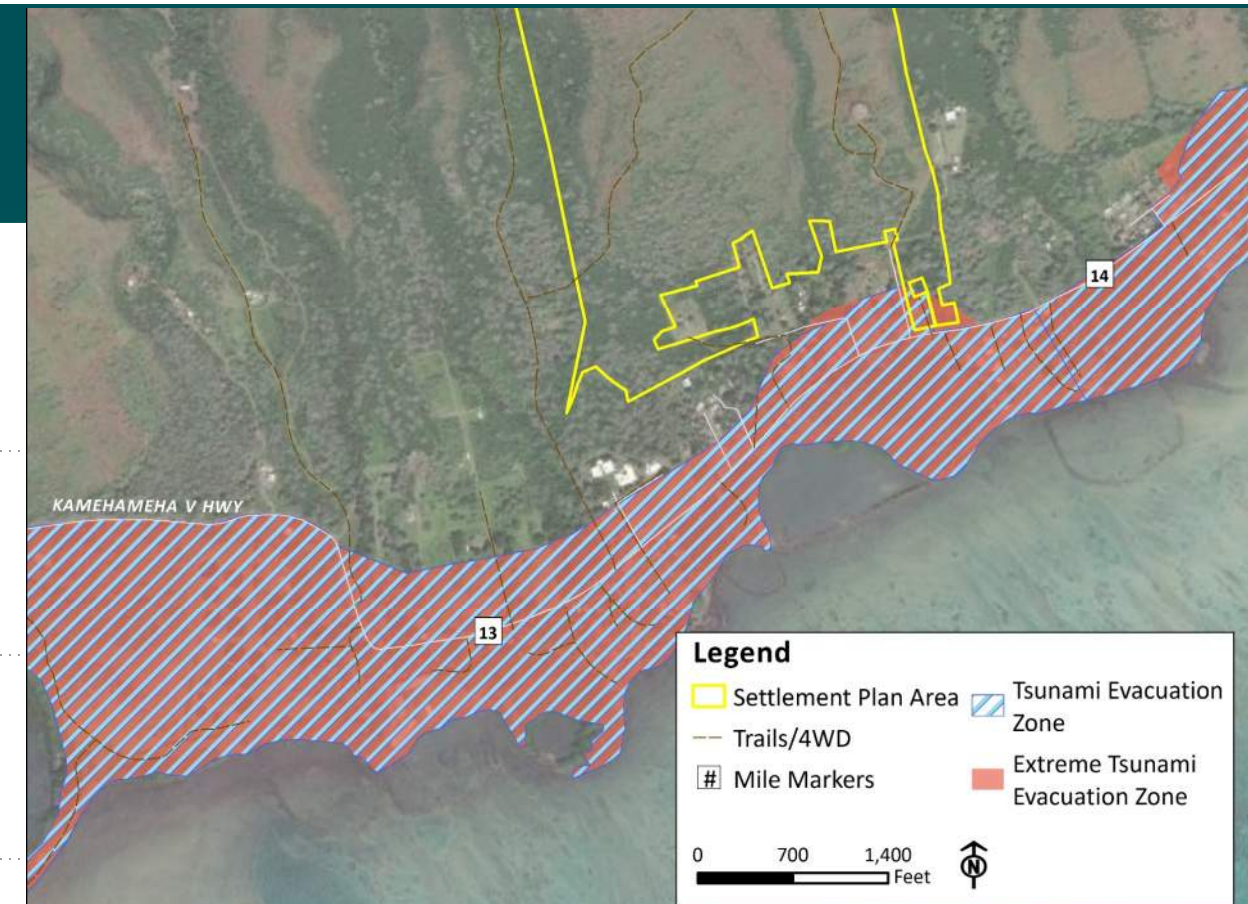 14
KAMEHAMEHA V HWY
13
Legend
Settlement Plan Area
Trails/4WD
# Mile Markers
Tsunami Evacuation
Zone
Extreme Tsunami
Evacuation Zone
0 700 1,400
Feet
N